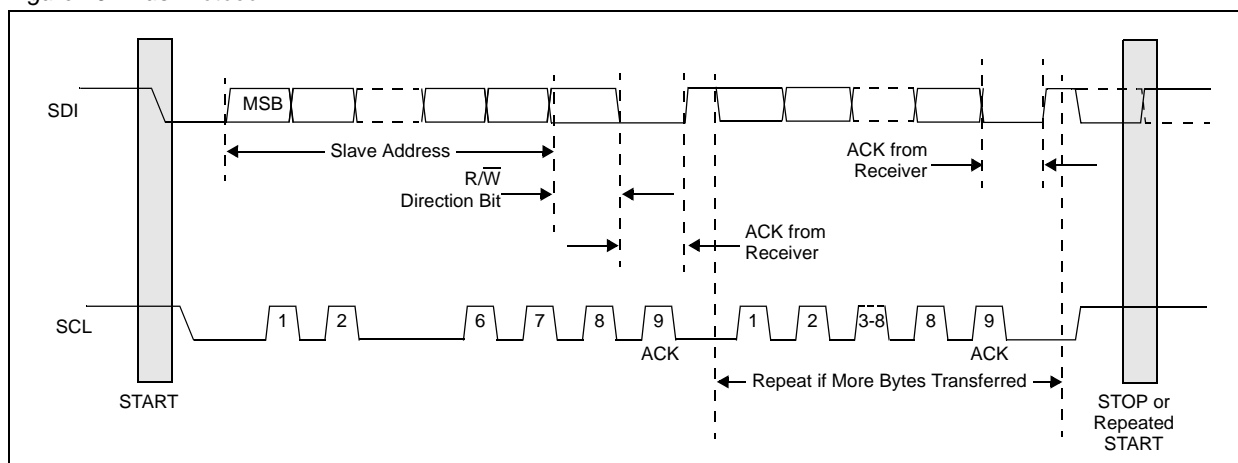 SDI
MSB
Slave Address
R/W̅
Direction Bit
ACK from
Receiver
ACK from
Receiver
SCL
1
2
6
7
8
9
1
2
3-8
8
9
ACK
ACK
Repeat if More Bytes Transferred
START
STOP or
Repeated
START